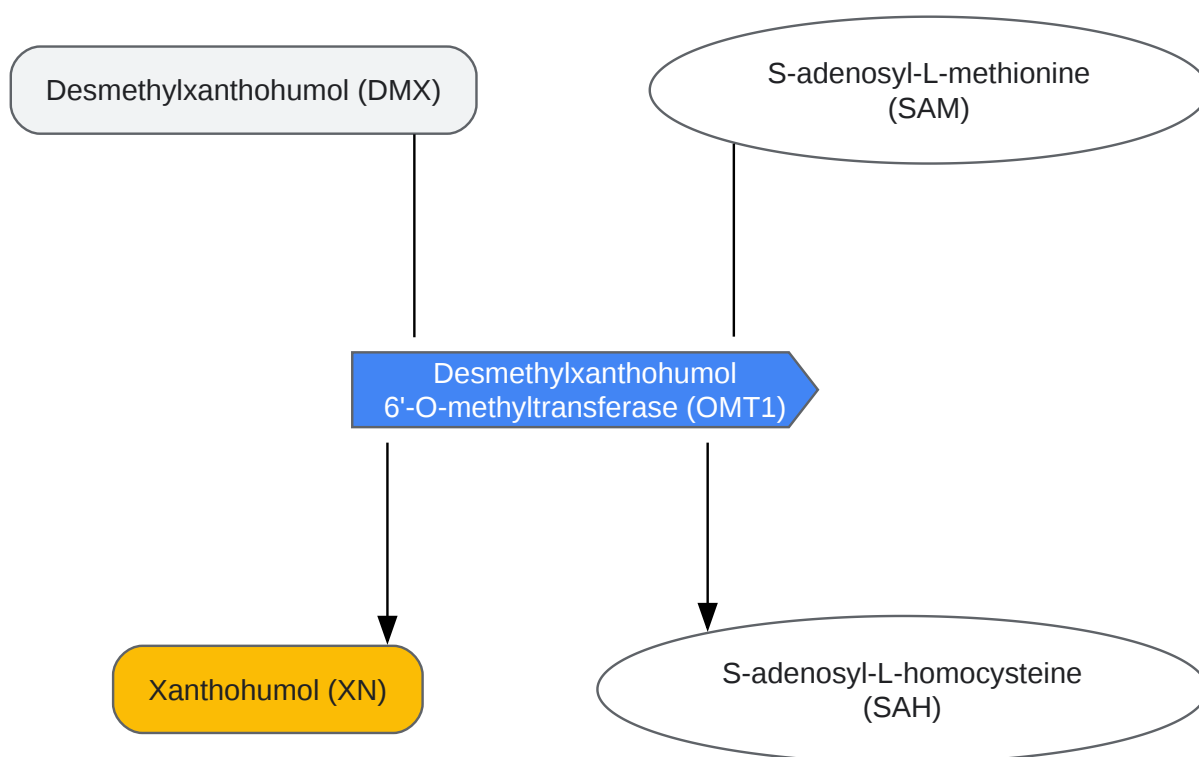 Desmethylxanthohumol (DMX)
S-adenosyl-L-methionine
(SAM)
Desmethylxanthohumol
6'-O-methyltransferase (OMT1)
Xanthohumol (XN)
S-adenosyl-L-homocysteine
(SAH)